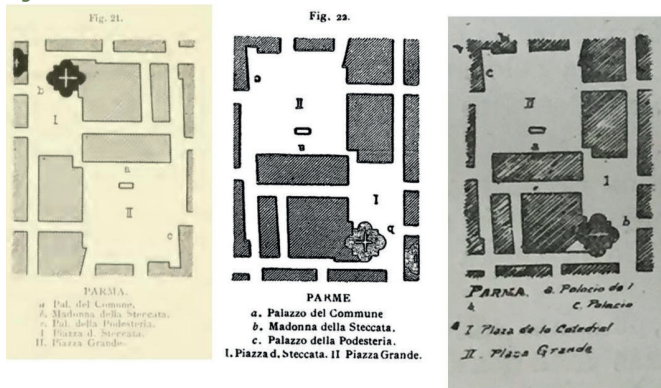 Fig. 21.
b
I
a
II
c
PARMA.
a Pal. del Comune.
b. Madonna della Steccata.
c. Pal. della Podesteria.
I Piazza d. Steccata.
II. Piazza Grande.
Fig. 22.
II
I
b
PARME
a. Palazzo del Commune
b. Madonna della Steccata.
c. Palazzo della Podesteria.
I. Piazza d. Steccata. II Piazza Grande.
c
II
a
I
b
PARMA. a. Palacio de l
b. c. Palacio
I Plaza de la Catedral
II. Plaza Grande